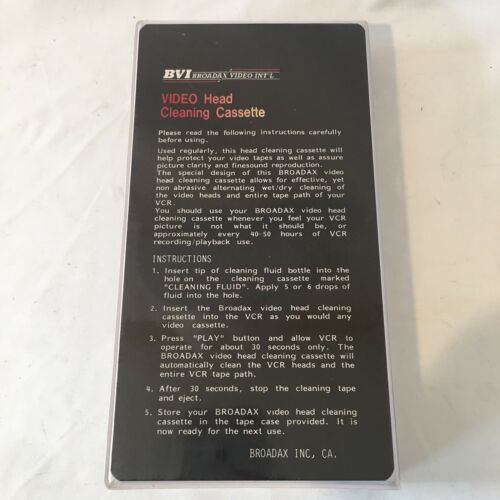 BVI BROADAX VIDEO INT'L
VIDEO Head
Cleaning Cassette
Please read the following instructions carefully
before using.
Used regularly, this head cleaning cassette will
help protect your video tapes as well as assure
picture clarity and finesound reproduction.
The special design of this BROADAX video
head cleaning cassette allows for effective, yet
non abrasive alternating wet/dry cleaning of
the video heads and entire tape path of your
VCR.
You should use your BROADAX video head
cleaning cassette whenever you feel your VCR
picture is not what it should be, or
approximately every 40-50 hours of VCR
recording/playback use.
INSTRUCTIONS
1. Insert tip of cleaning fluid bottle into the
hole on the cleaning cassette marked
"CLEANING FLUID". Apply 5 or 6 drops of
fluid into the hole.
2. Insert the Broadax video head cleaning
cassette into the VCR as you would any
video cassette.
3. Press "PLAY" button and allow VCR to
operate for about 30 seconds only. The
BROADAX video head cleaning cassette will
automatically clean the VCR heads and the
entire VCR tape path.
4. After 30 seconds, stop the cleaning tape
and eject.
5. Store your BROADAX video head cleaning
cassette in the tape case provided. It is
now ready for the next use.
BROADAX INC, CA.